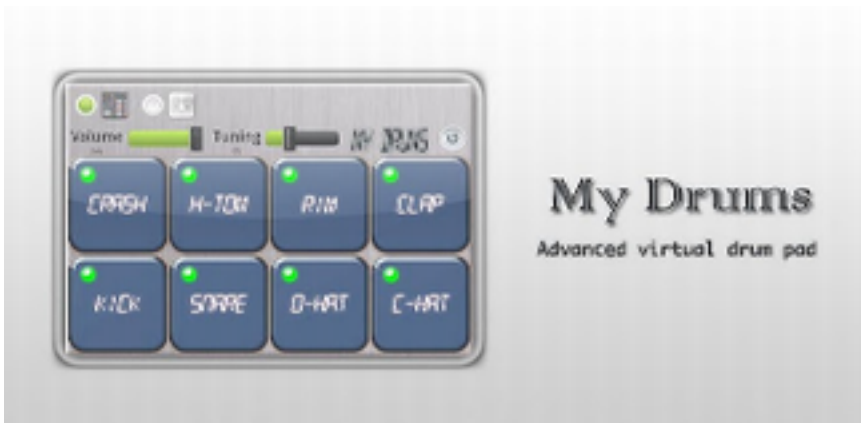 Volume Tuning MY DRUMS
CRASH H-TOM RIM CLAP
KICK SNARE O-HAT C-HAT
My Drums
Advanced virtual drum pad